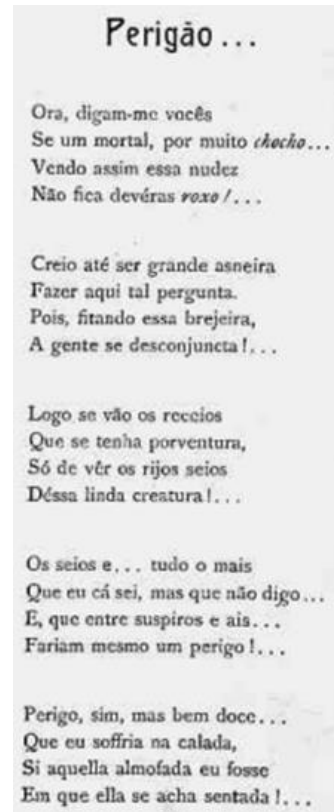 Perigão...
Ora, digam-me vocês
Se um mortal, por muito chocho...
Vendo assim essa nudez
Não fica devéras roxo!...
Creio até ser grande asneira
Fazer aqui tal pergunta.
Pois, fitando essa brejeira,
A gente se desconjuncta!...
Logo se vão os receios
Que se tenha porventura,
Só de vêr os rijos seios
Déssa linda creatura!...
Os seios e... tudo o mais
Que eu cá sei, mas que não digo...
E, que entre suspiros e ais...
Fariam mesmo um perigo!...
Perigo, sim, mas bem doce...
Que eu soffria na calada,
Si aquella almofada eu fosse
Em que ella se acha sentada!...